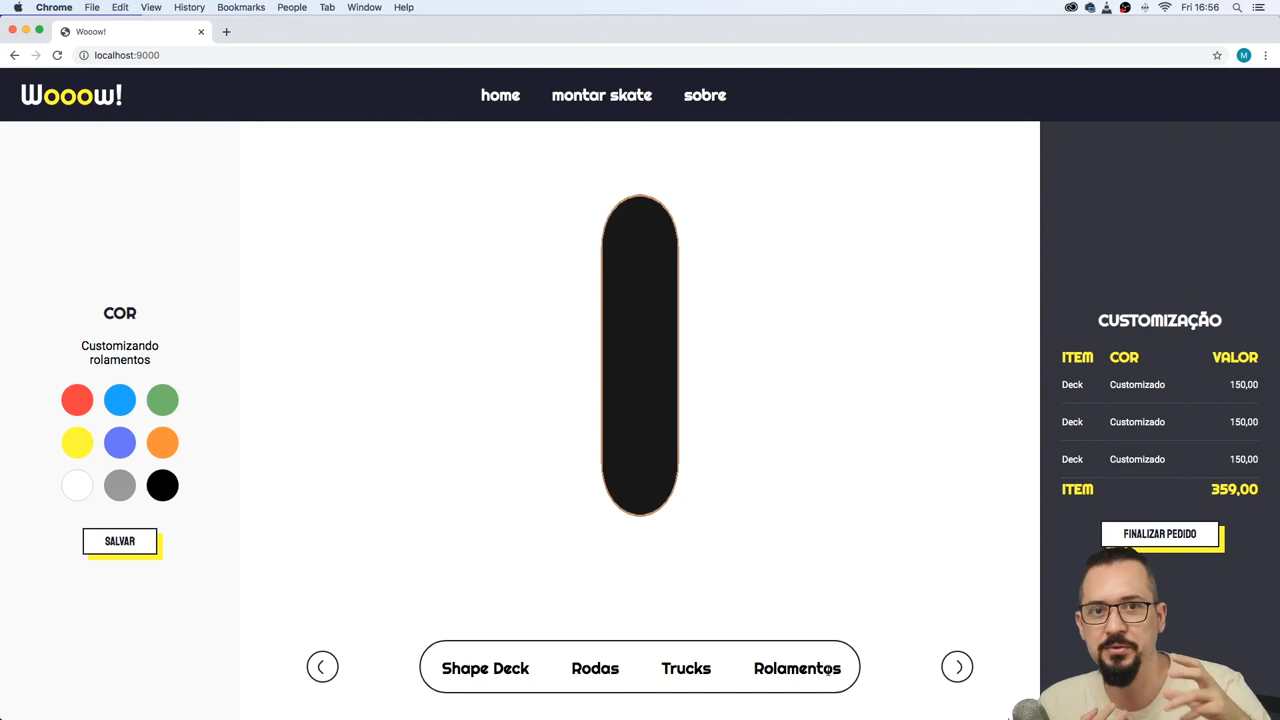 Chrome File Edit View History Bookmarks People Tab Window Help Fri 16:56
Wooow!
localhost:9000 M
Wooow! home montar skate sobre
COR
Customizando
rolamentos
SALVAR
CUSTOMIZAÇÃO
ITEM COR VALOR
Deck Customizado 150,00
Deck Customizado 150,00
Deck Customizado 150,00
ITEM 359,00
FINALIZAR PEDIDO
Shape Deck Rodas Trucks Rolamentos